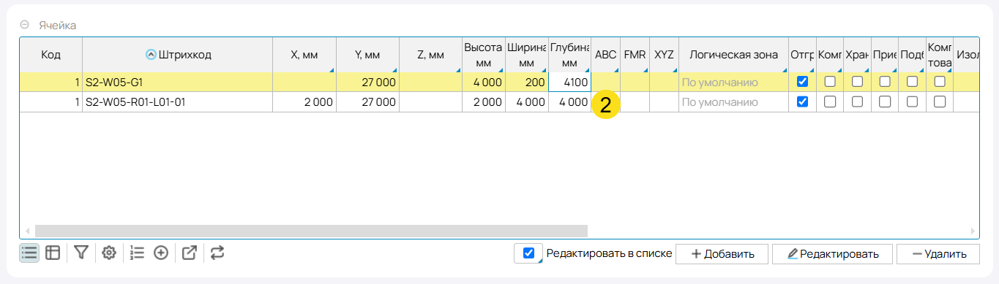 Ячейка
Код Штрихкод X, мм Y, мм Z, мм Высота мм Ширина мм Глубина мм ABC FMR XYZ Логическая зона Отгр Комп Хран Прие Подб Комп това Изол
1 S2-W05-G1 27 000 4 000 200 4100 По умолчанию
1 S2-W05-R01-L01-01 2 000 27 000 2 000 4 000 4 000 2 По умолчанию
Редактировать в списке Добавить Редактировать Удалить